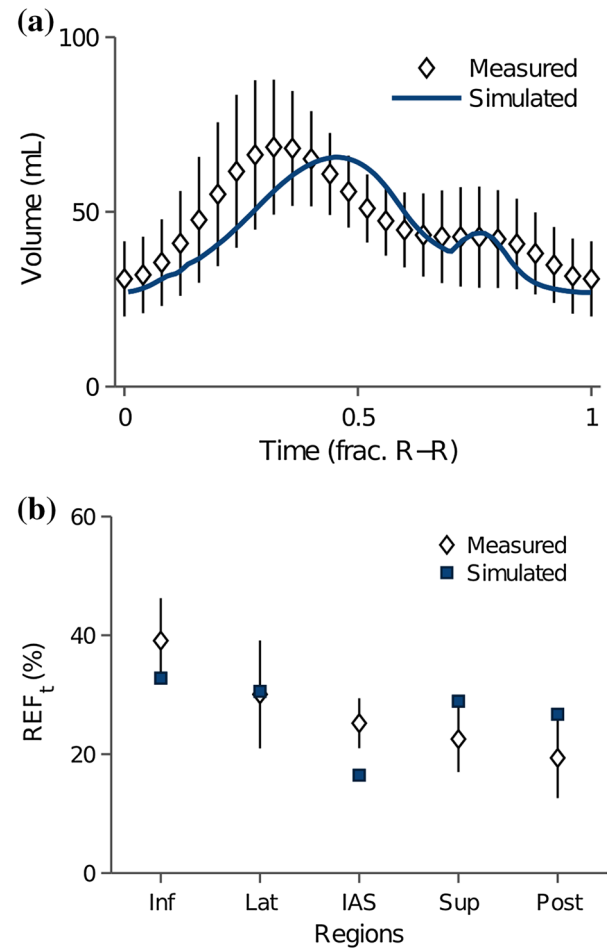 (a)
100
Measured
Simulated
Volume (mL)
50
0
0 0.5 1
Time (frac. R–R)
(b)
60
Measured
Simulated
40
REFt (%)
20
0
Inf Lat IAS Sup Post
Regions